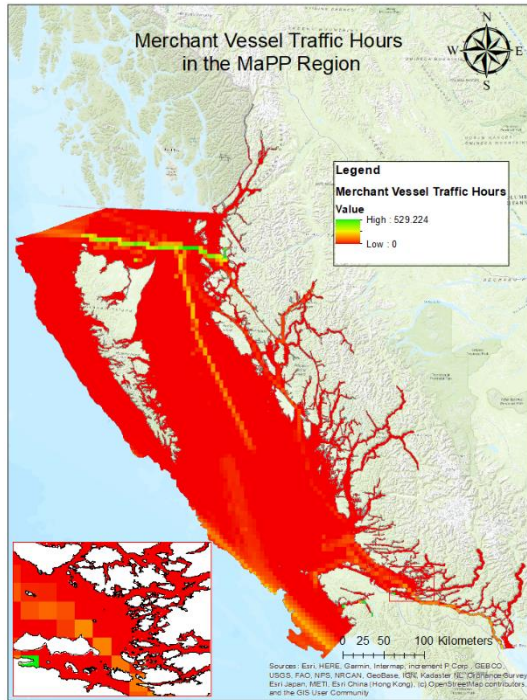 Merchant Vessel Traffic Hours
in the MaPP Region
N
W
E
S
Legend
Merchant Vessel Traffic Hours
Value
High : 529.224
Low : 0
0 25 50 100 Kilometers
Sources: Esri, HERE, Garmin, Intermap, increment P Corp., GEBCO,
USGS, FAO, NPS, NRCAN, GeoBase, IGN, Kadaster NL, Ordnance Survey,
Esri Japan, METI, Esri China (Hong Kong), (c) OpenStreetMap contributors,
and the GIS User Community